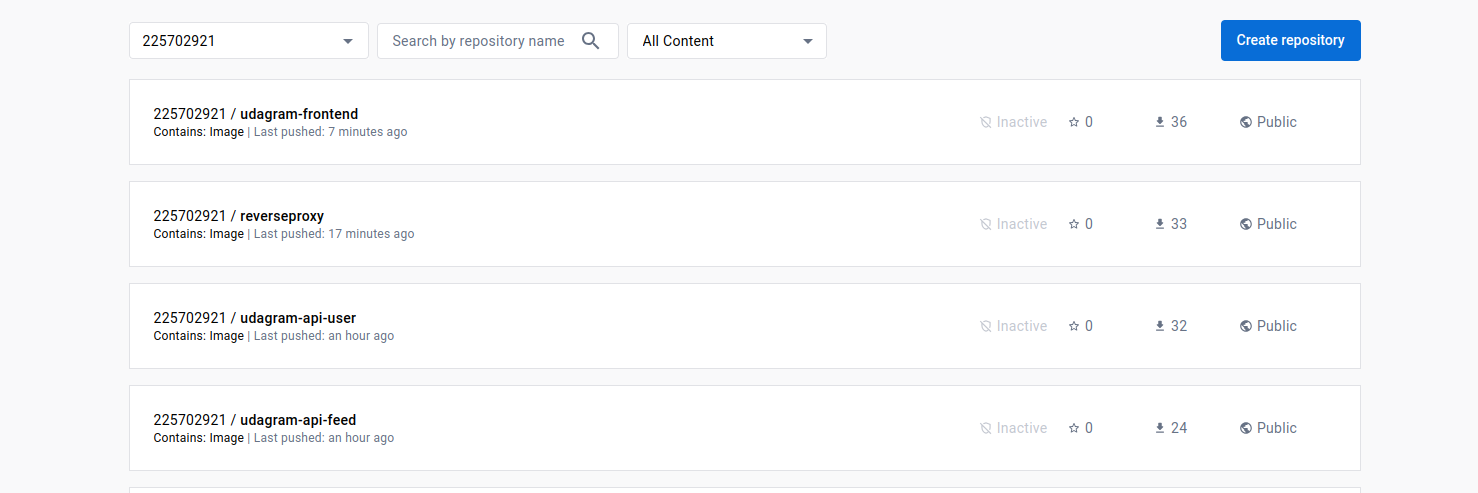 225702921 Search by repository name All Content Create repository
225702921 / udagram-frontend
Contains: Image | Last pushed: 7 minutes ago
Inactive 0 36 Public
225702921 / reverseproxy
Contains: Image | Last pushed: 17 minutes ago
Inactive 0 33 Public
225702921 / udagram-api-user
Contains: Image | Last pushed: an hour ago
Inactive 0 32 Public
225702921 / udagram-api-feed
Contains: Image | Last pushed: an hour ago
Inactive 0 24 Public